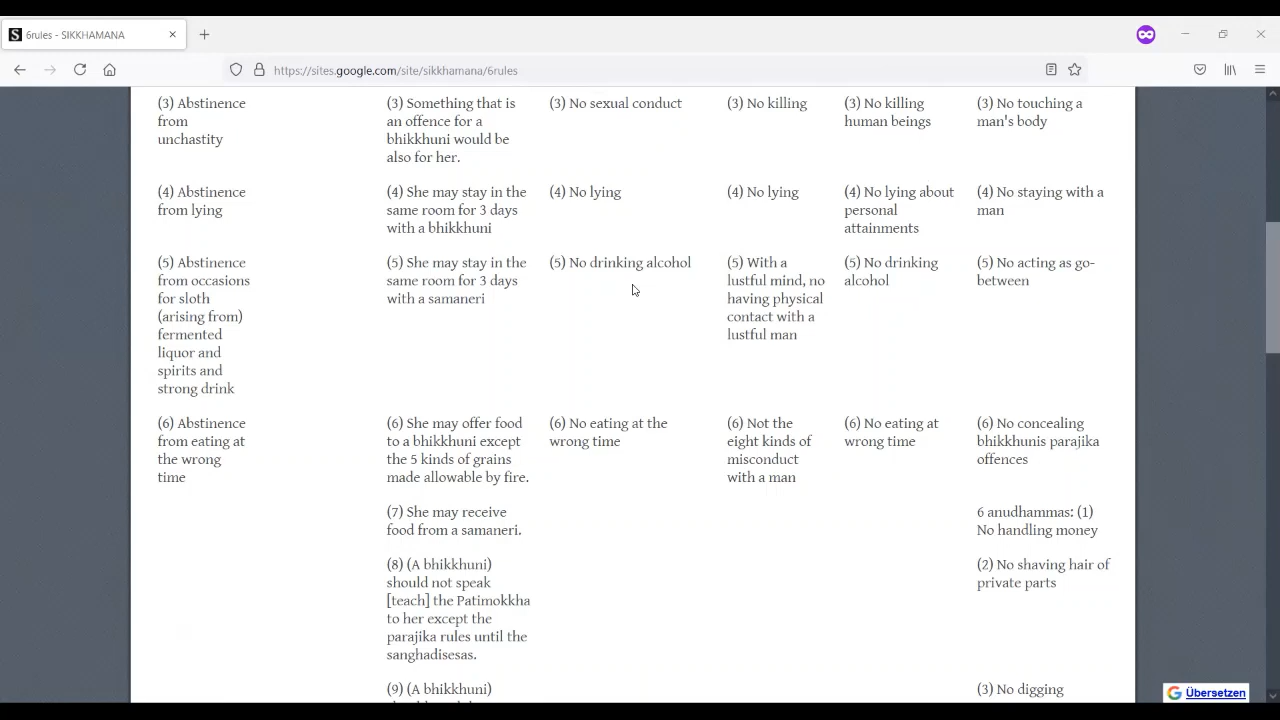 6rules - SIKKHAMANA
https://sites.google.com/site/sikkhamana/6rules
(3) Abstinence
from
unchastity
(3) Something that is
an offence for a
bhikkhuni would be
also for her.
(3) No sexual conduct
(3) No killing
(3) No killing
human beings
(3) No touching a
man's body
(4) Abstinence
from lying
(4) She may stay in the
same room for 3 days
with a bhikkhuni
(4) No lying
(4) No lying
(4) No lying about
personal
attainments
(4) No staying with a
man
(5) Abstinence
from occasions
for sloth
(arising from)
fermented
liquor and
spirits and
strong drink
(5) She may stay in the
same room for 3 days
with a samaneri
(5) No drinking alcohol
(5) With a
lustful mind, no
having physical
contact with a
lustful man
(5) No drinking
alcohol
(5) No acting as go-
between
(6) Abstinence
from eating at
the wrong
time
(6) She may offer food
to a bhikkhuni except
the 5 kinds of grains
made allowable by fire.
(6) No eating at the
wrong time
(6) Not the
eight kinds of
misconduct
with a man
(6) No eating at
wrong time
(6) No concealing
bhikkhunis parajika
offences
(7) She may receive
food from a samaneri.
6 anudhammas: (1)
No handling money
(8) (A bhikkhuni)
should not speak
[teach] the Patimokkha
to her except the
parajika rules until the
sanghadisesas.
(2) No shaving hair of
private parts
(9) (A bhikkhuni)
(3) No digging
Übersetzen